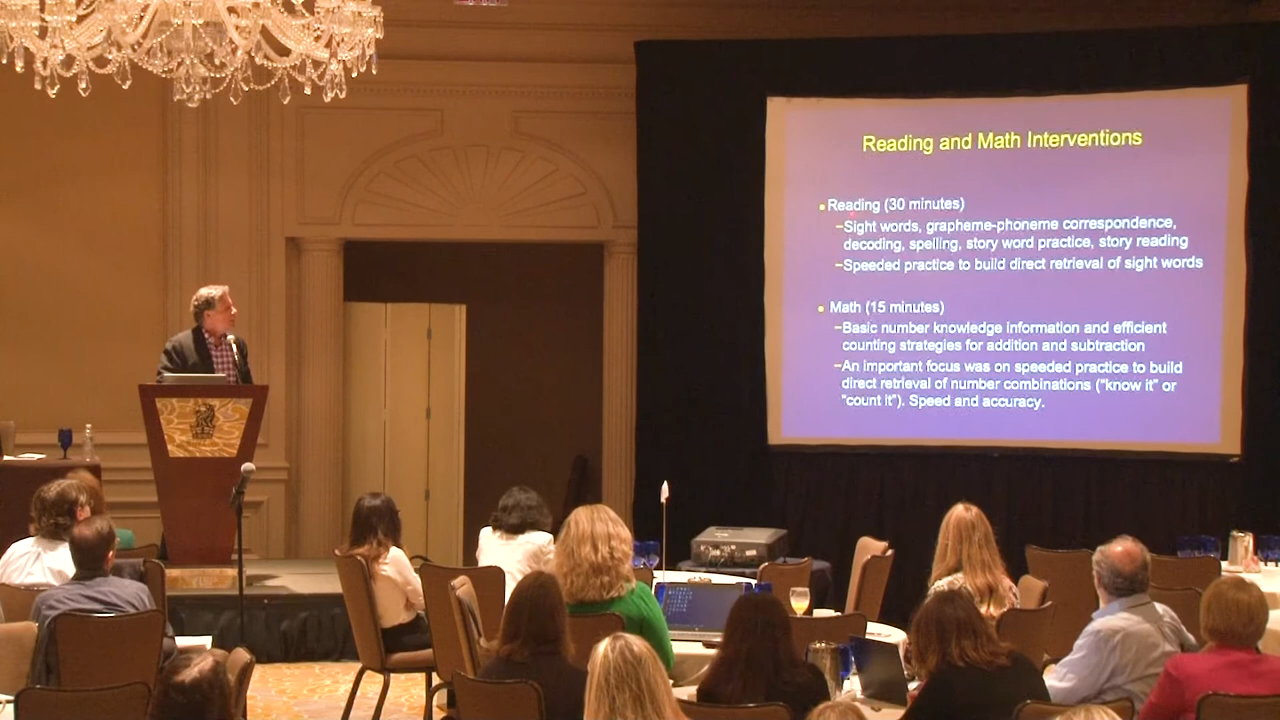 Reading and Math Interventions
Reading (30 minutes)
–Sight words, grapheme-phoneme correspondence,
decoding, spelling, story word practice, story reading
–Speeded practice to build direct retrieval of sight words
Math (15 minutes)
–Basic number knowledge information and efficient
counting strategies for addition and subtraction
–An important focus was on speeded practice to build
direct retrieval of number combinations ("know it" or
"count it"). Speed and accuracy.